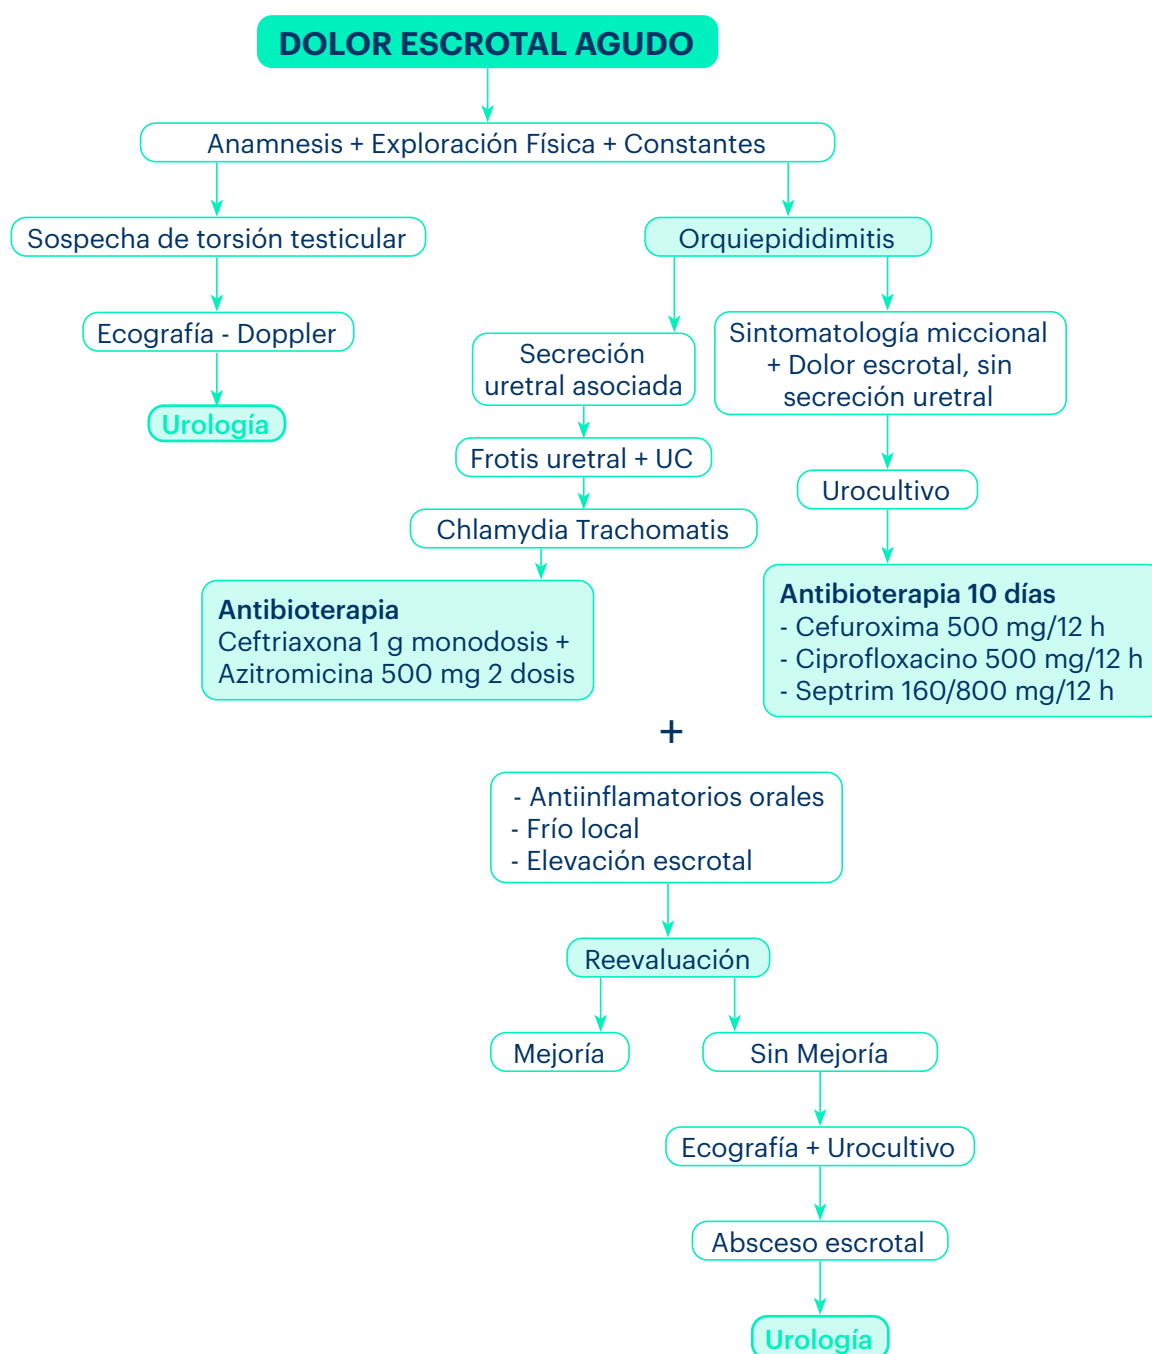 DOLOR ESCROTAL AGUDO
Anamnesis + Exploración Física + Constantes
Sospecha de torsión testicular
Ecografía - Doppler
Urología
Orquiepididimitis
Secreción
uretral asociada
Frotis uretral + UC
Chlamydia Trachomatis
Antibioterapia
Ceftriaxona 1 g monodosis +
Azitromicina 500 mg 2 dosis
Sintomatología miccional
+ Dolor escrotal, sin
secreción uretral
Urocultivo
Antibioterapia 10 días
- Cefuroxima 500 mg/12 h
- Ciprofloxacino 500 mg/12 h
- Septrim 160/800 mg/12 h
+
- Antiinflamatorios orales
- Frío local
- Elevación escrotal
Reevaluación
Mejoría
Sin Mejoría
Ecografía + Urocultivo
Absceso escrotal
Urología